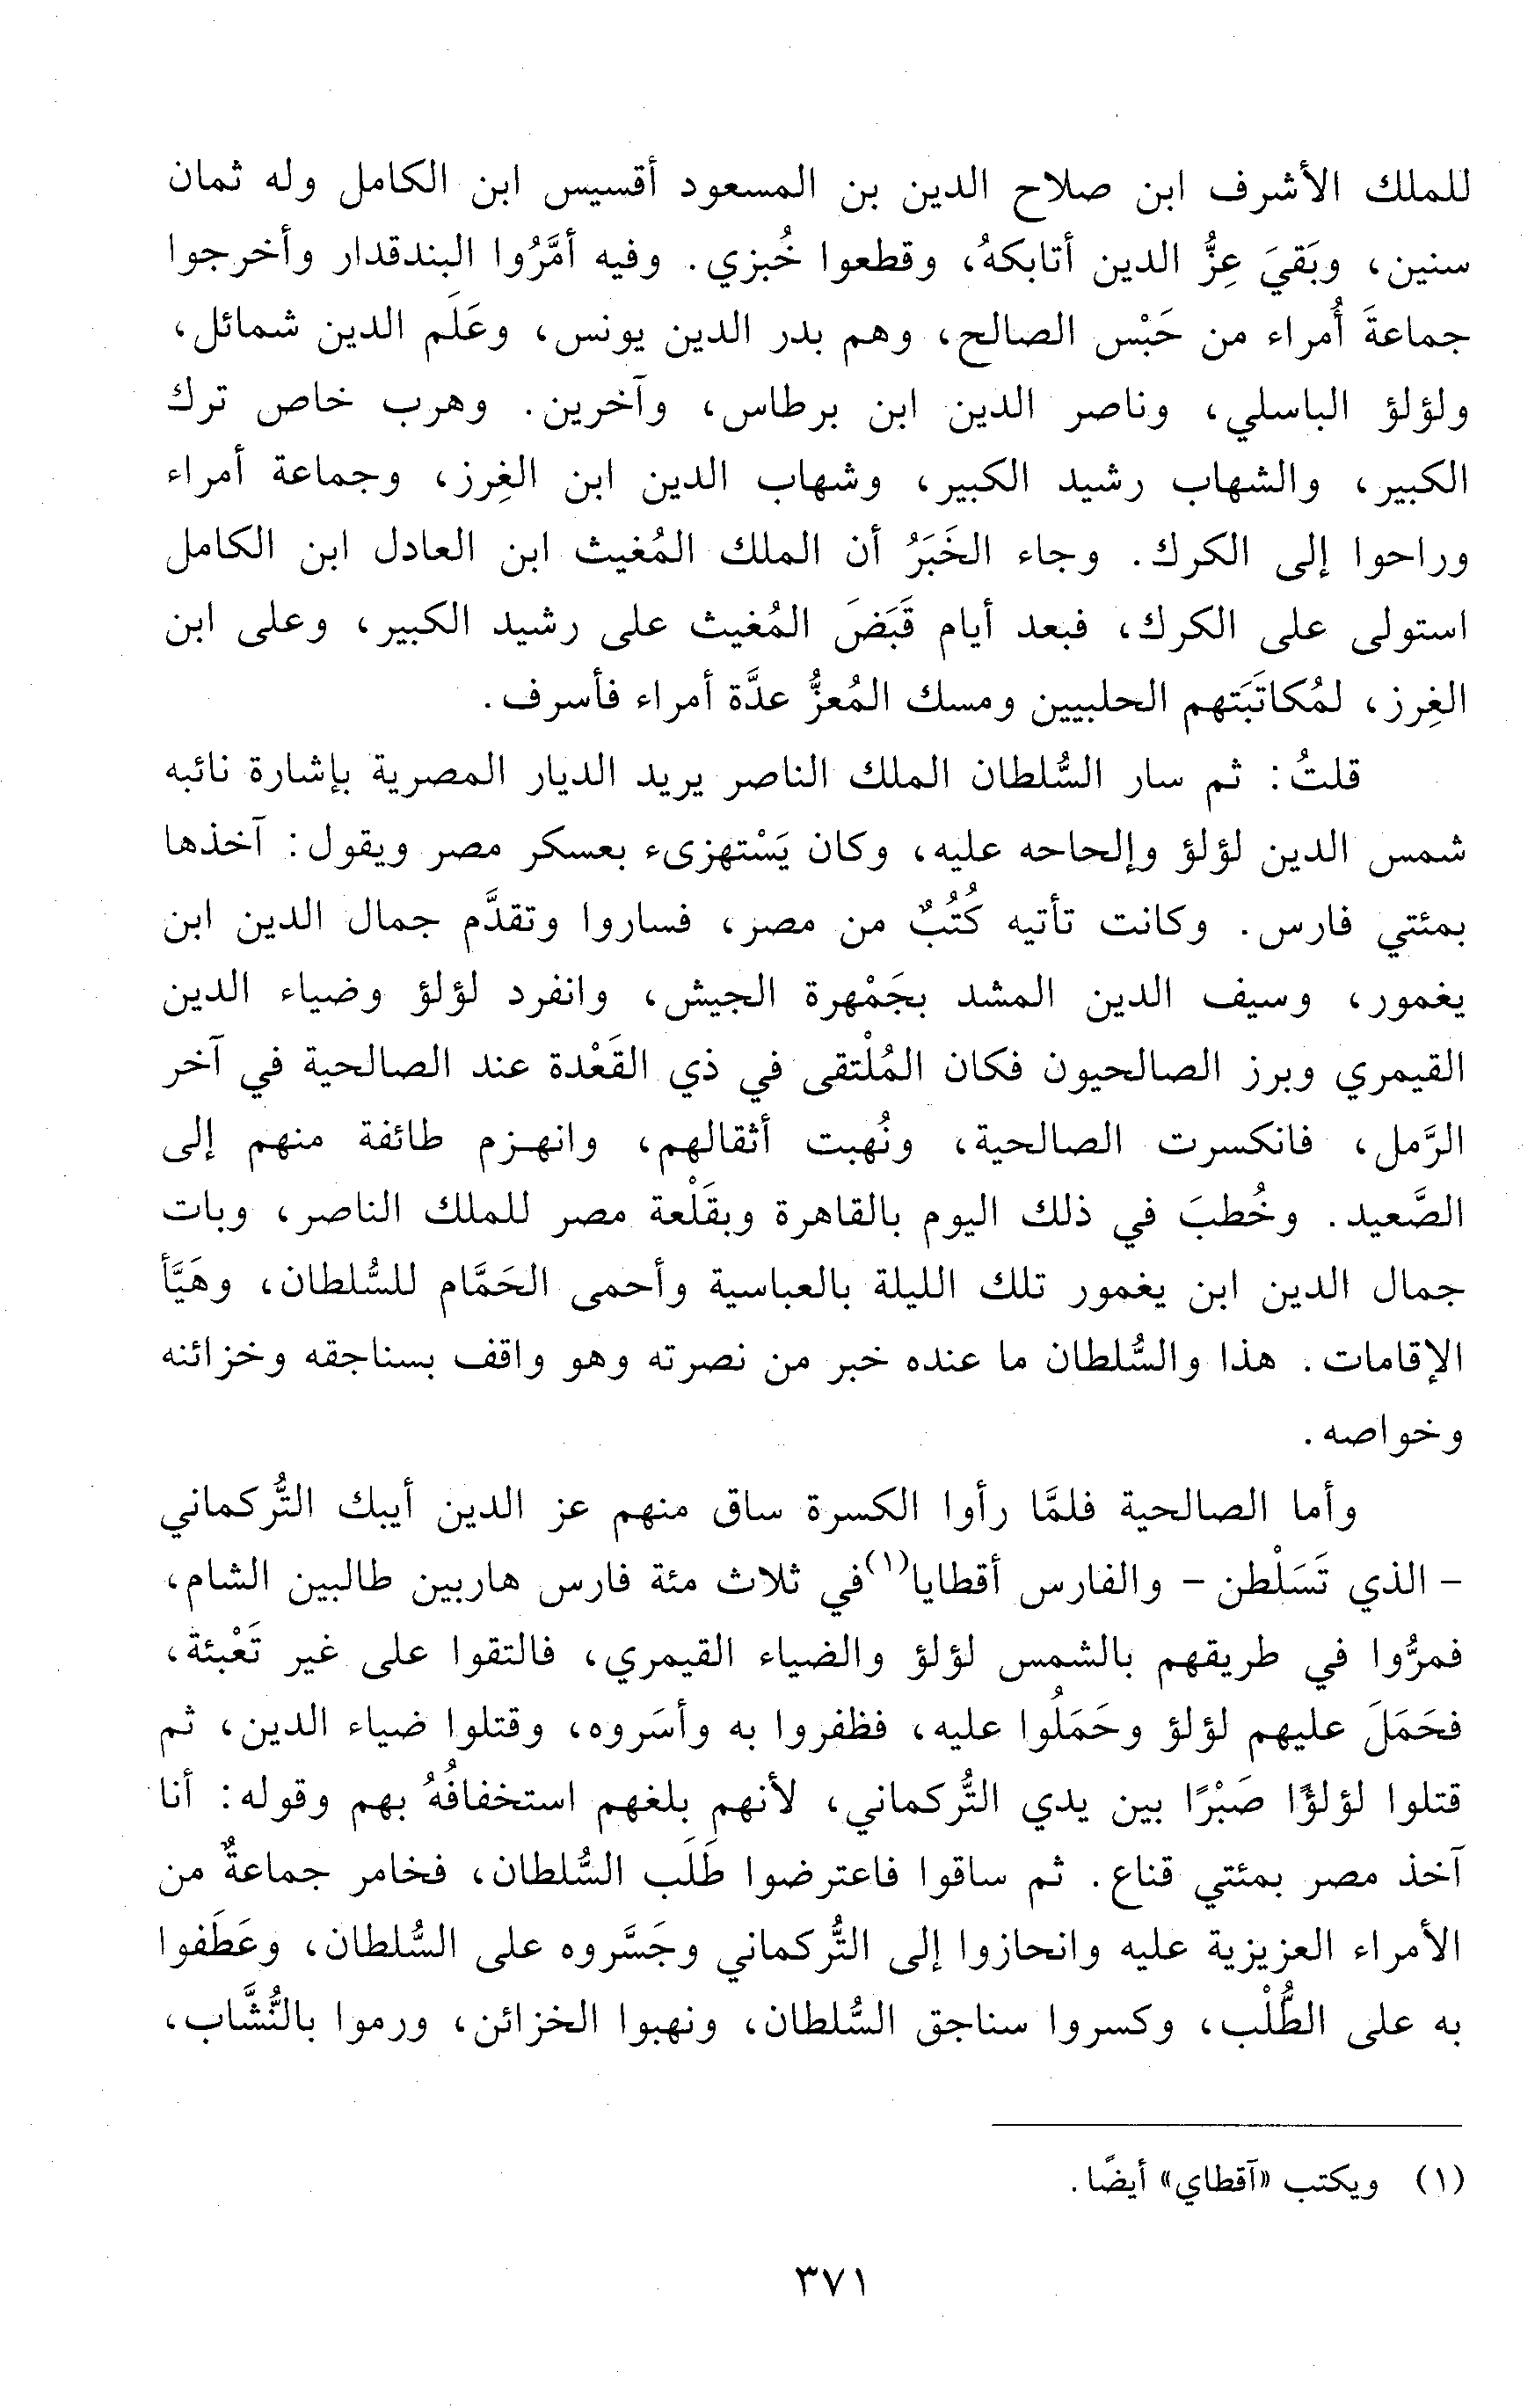 للملك الأشرف ابن صلاح الدين بن المسعود أقسيس ابن الكامل وله ثمان
سنين، وبَقيَ عِزُّ الدين أتابكهُ، وقطعوا خُبزي. وفيه أمَّرُوا البندقدار وأخرجوا
جماعةَ أُمراء من حَبْس الصالح، وهم بدر الدين يونس، وعَلَم الدين شمائل،
ولؤلؤ الباسلي، وناصر الدين ابن برطاس، وآخرين. وهرب خاص ترك
الكبير، والشهاب رشيد الكبير، وشهاب الدين ابن الغِرز، وجماعة أمراء
وراحوا إلى الكرك. وجاء الخَبَرُ أن الملك المُغيث ابن العادل ابن الكامل
استولى على الكرك، فبعد أيام قَبَضَ المُغيث على رشيد الكبير، وعلى ابن
الغِرز، لمُكاتَبَتهم الحلبيين ومسك المُعزُّ عدَّة أمراء فأسرف.
قلتُ: ثم سار السُّلطان الملك الناصر يريد الديار المصرية بإشارة نائبه
شمس الدين لؤلؤ وإلحاحه عليه، وكان يَسْتهزىء بعسكر مصر ويقول: آخذها
بمئتي فارس. وكانت تأتيه كُتُبٌ من مصر، فساروا وتقدَّم جمال الدين ابن
يغمور، وسيف الدين المشد بجَمْهرة الجيش، وانفرد لؤلؤ وضياء الدين
القيمري وبرز الصالحيون فكان المُلْتقى في ذي القَعْدة عند الصالحية في آخر
الرَّمل، فانكسرت الصالحية، ونُهبت أثقالهم، وانهزم طائفة منهم إلى
الصَّعيد. وخُطبَ في ذلك اليوم بالقاهرة وبقَلْعة مصر للملك الناصر، وبات
جمال الدين ابن يغمور تلك الليلة بالعباسية وأحمى الحَمَّام للسُّلطان، وهَيَّأ
الإقامات. هذا والسُّلطان ما عنده خبر من نصرته وهو واقف بسناجقه وخزائنه
وخواصه.
وأما الصالحية فلمَّا رأوا الكسرة ساق منهم عز الدين أيبك التُّركماني
- الذي تَسَلْطن - والفارس أقطايا(١) في ثلاث مئة فارس هاربين طالبين الشام،
فمرُّوا في طريقهم بالشمس لؤلؤ والضياء القيمري، فالتقوا على غير تَعْبئة،
فحَمَلَ عليهم لؤلؤ وحَمَلُوا عليه، فظفروا به وأسَروه، وقتلوا ضياء الدين، ثم
قتلوا لؤلؤًا صَبْرًا بين يدي التُّركماني، لأنهم بلغهم استخفافُهُ بهم وقوله: أنا
آخذ مصر بمئتي قناع. ثم ساقوا فاعترضوا طَلَب السُّلطان، فخامر جماعةٌ من
الأمراء العزيزية عليه وانحازوا إلى التُّركماني وجَسَّروه على السُّلطان، وعَطَفوا
به على الطُّلْب، وكسروا سناجق السُّلطان، ونهبوا الخزائن، ورموا بالنُّشَّاب،
(١) ويكتب «آقطاي» أيضًا.
٣٧١